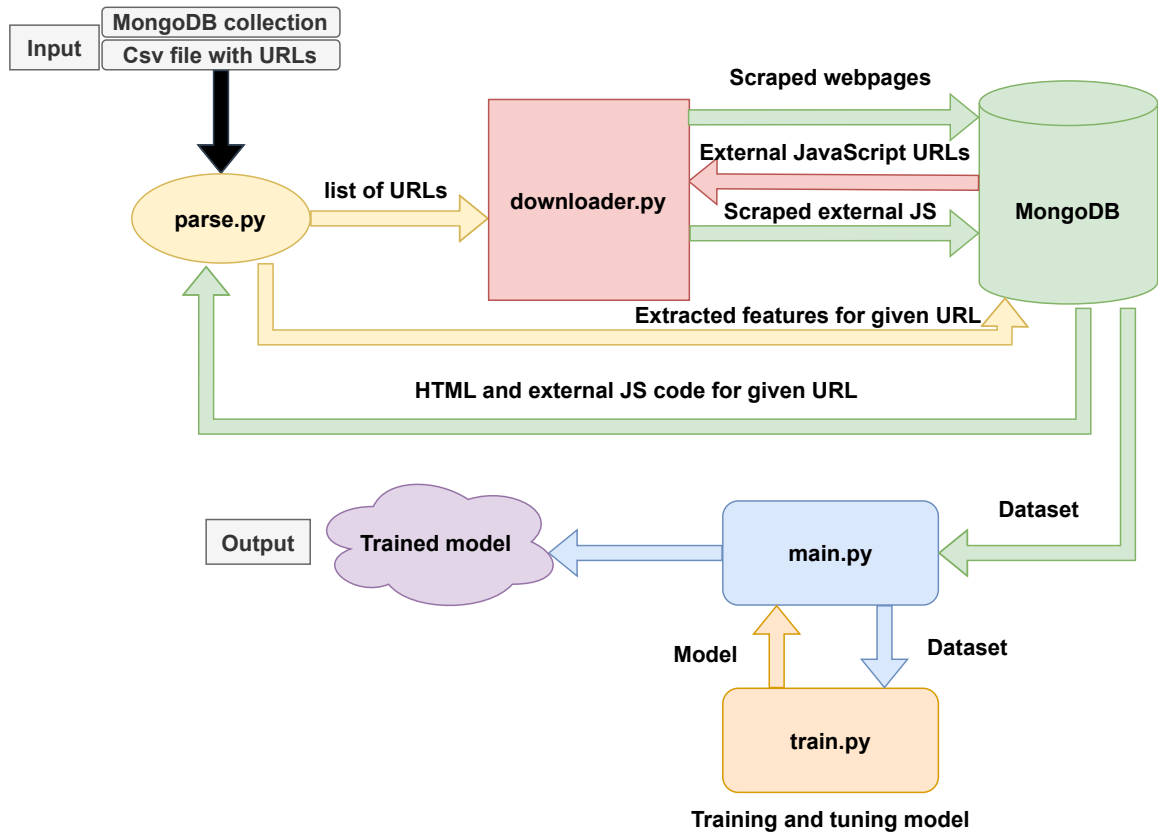 MongoDB collection
Input
Csv file with URLs
Scraped webpages
External JavaScript URLs
list of URLs
downloader.py
parse.py
Scraped external JS
MongoDB
Extracted features for given URL
HTML and external JS code for given URL
Dataset
Output
Trained model
main.py
Model
Dataset
train.py
Training and tuning model